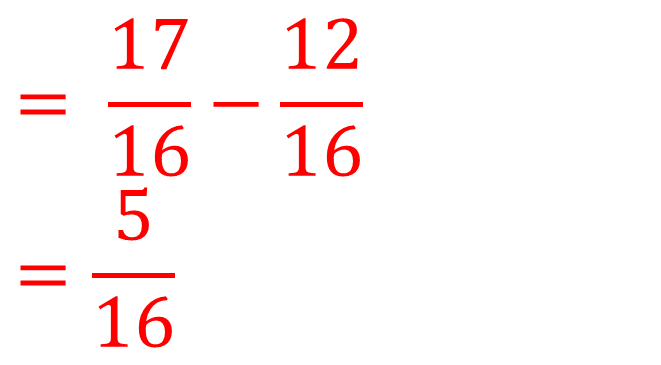 = 17/16 − 12/16
= 5/16